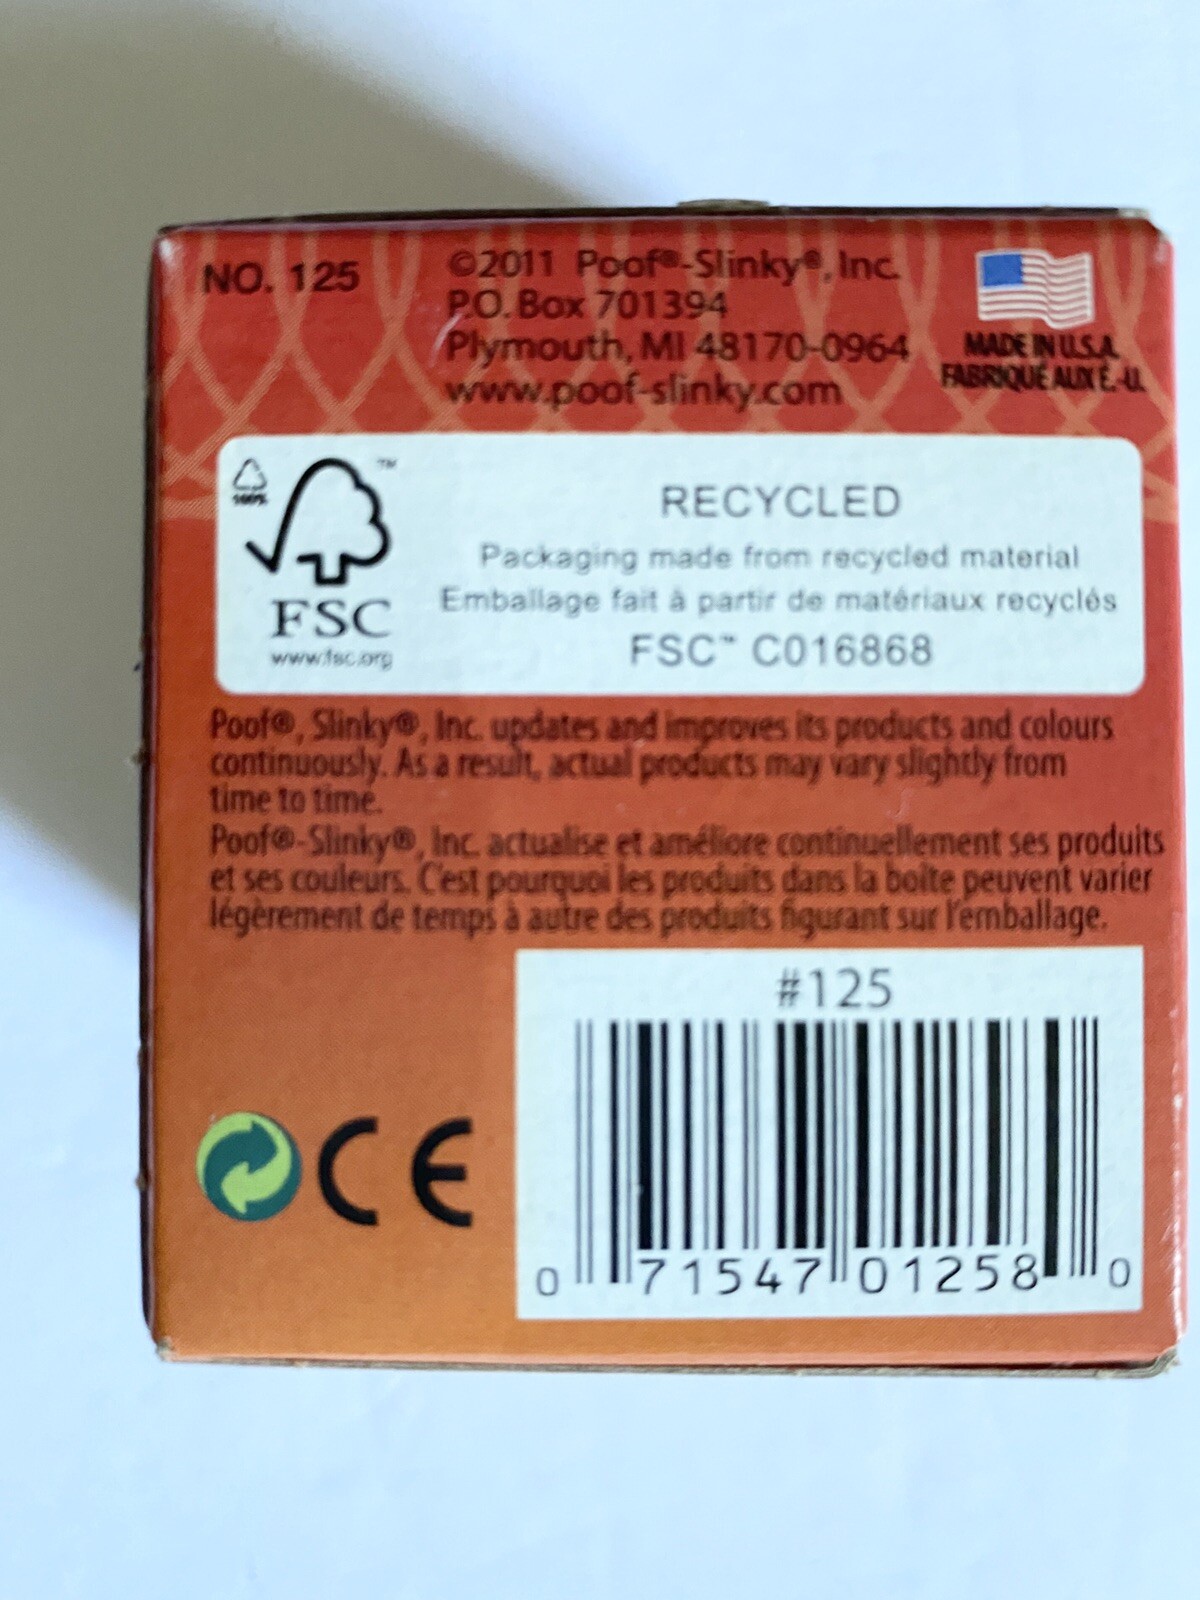 NO. 125
©2011 Poof®-Slinky®, Inc.
P.O. Box 701394
Plymouth, MI 48170-0964
www.poof-slinky.com
MADE IN U.S.A.
FABRIQUÉ AUX É.-U.
100%
™
FSC
www.fsc.org
RECYCLED
Packaging made from recycled material
Emballage fait à partir de matériaux recyclés
FSC™ C016868
Poof®, Slinky®, Inc. updates and improves its products and colours
continuously. As a result, actual products may vary slightly from
time to time.
Poof®-Slinky®, Inc. actualise et améliore continuellement ses produits
et ses couleurs. C'est pourquoi les produits dans la boîte peuvent varier
légèrement de temps à autre des produits figurant sur l'emballage.
#125
CE
0 71547 01258 0